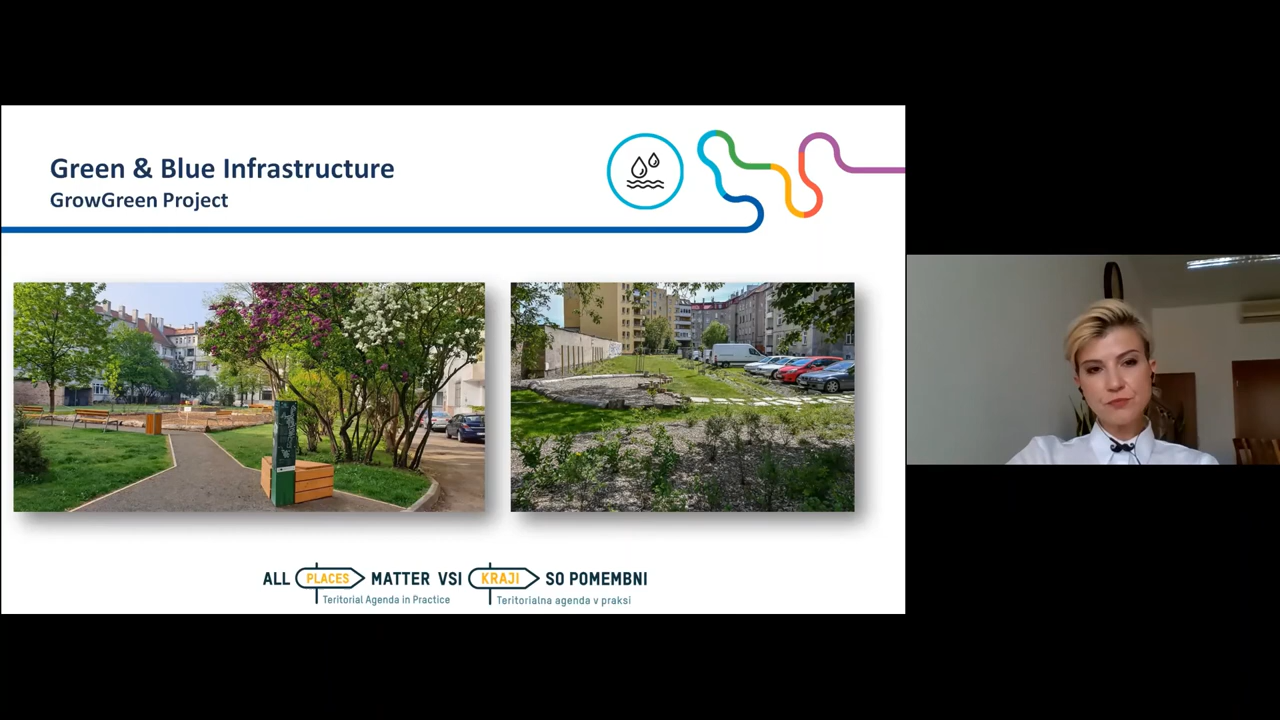 Green & Blue Infrastructure
GrowGreen Project
ALL PLACES MATTER VSI KRAJI SO POMEMBNI
Teritorial Agenda in Practice Teritorialna agenda v praksi